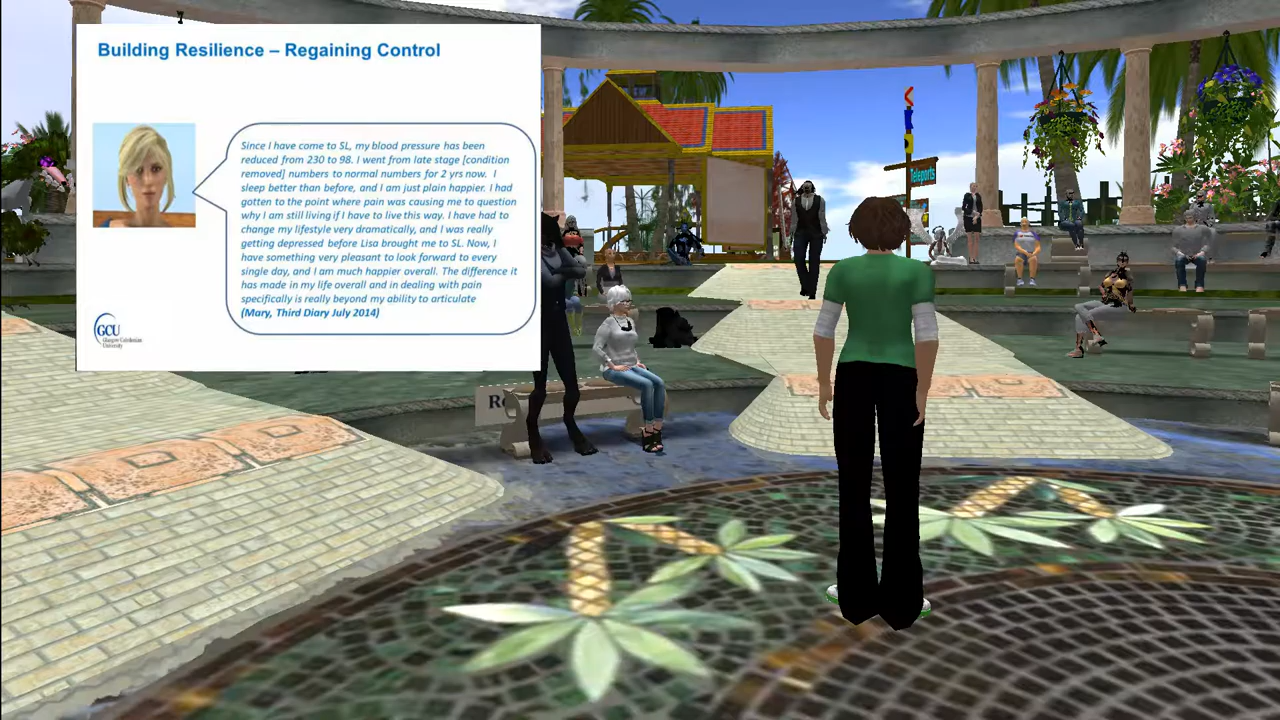 Building Resilience – Regaining Control
Since I have come to SL, my blood pressure has been
reduced from 230 to 98. I went from late stage [condition
removed] numbers to normal numbers for 2 yrs now. I
sleep better than before, and I am just plain happier. I had
gotten to the point where pain was causing me to question
why I am still living if I have to live this way. I have had to
change my lifestyle very dramatically, and I was really
getting depressed before Lisa brought me to SL. Now, I
have something very pleasant to look forward to every
single day, and I am much happier overall. The difference it
has made in my life overall and in dealing with pain
specifically is really beyond my ability to articulate
(Mary, Third Diary July 2014)
GCU
Glasgow Caledonian
University
Teleports